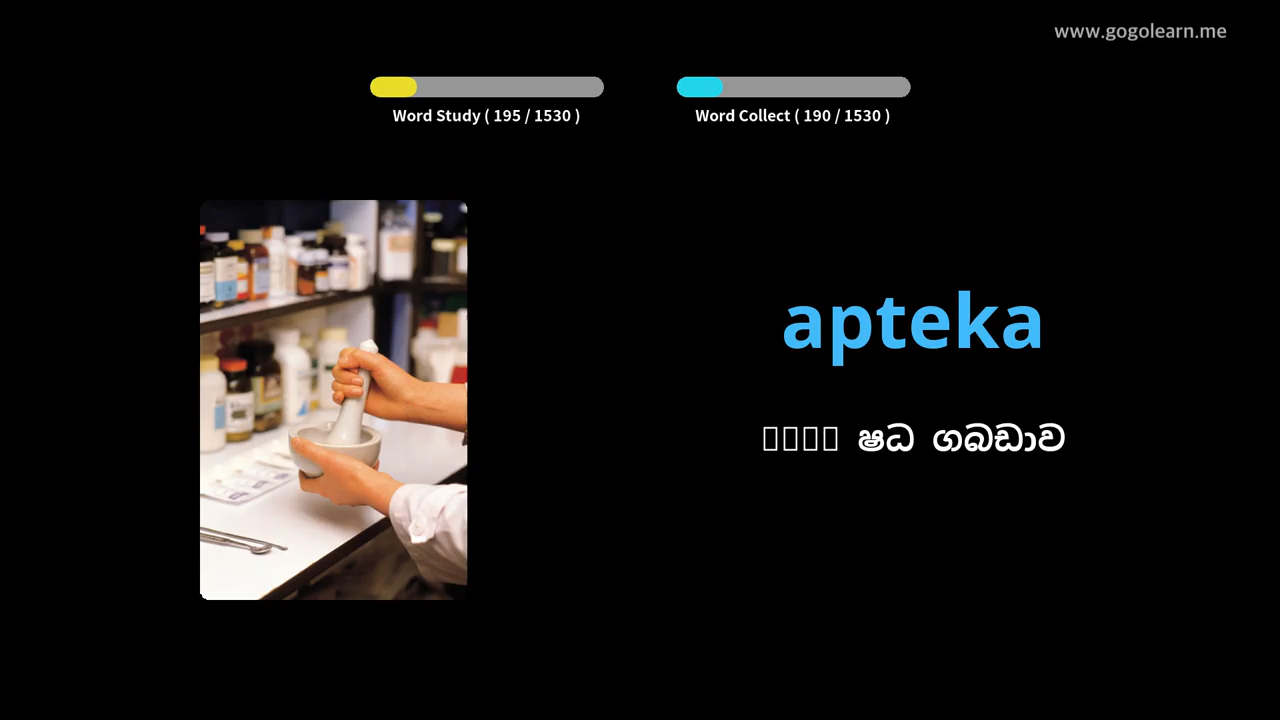 www.gogolearn.me
Word Study ( 195 / 1530 )
Word Collect ( 190 / 1530 )
apteka
ෂධ ගබඩාව